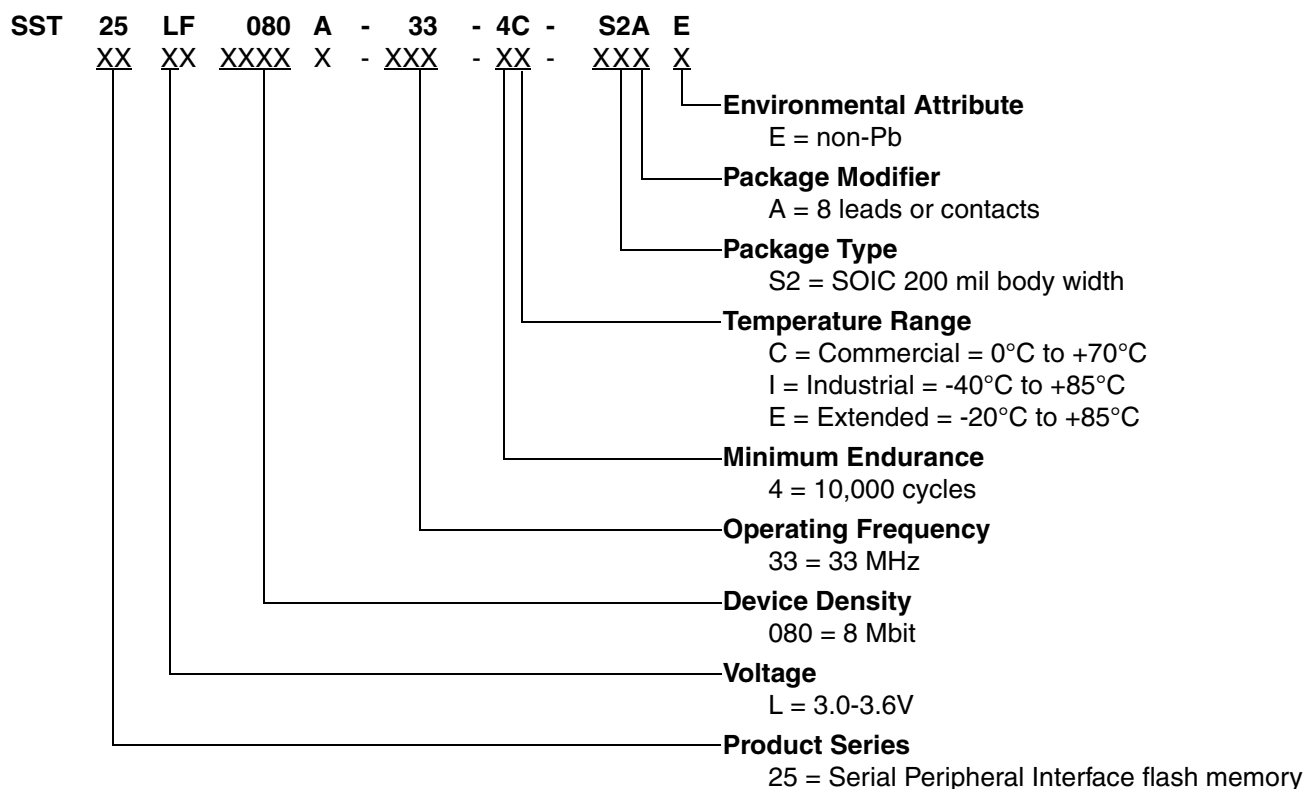 SST 25 LF 080 A - 33 - 4C - S2A E
XX XX XXXX X - XXX - XX - XXX X
Environmental Attribute
E = non-Pb
Package Modifier
A = 8 leads or contacts
Package Type
S2 = SOIC 200 mil body width
Temperature Range
C = Commercial = 0°C to +70°C
I = Industrial = -40°C to +85°C
E = Extended = -20°C to +85°C
Minimum Endurance
4 = 10,000 cycles
Operating Frequency
33 = 33 MHz
Device Density
080 = 8 Mbit
Voltage
L = 3.0-3.6V
Product Series
25 = Serial Peripheral Interface flash memory